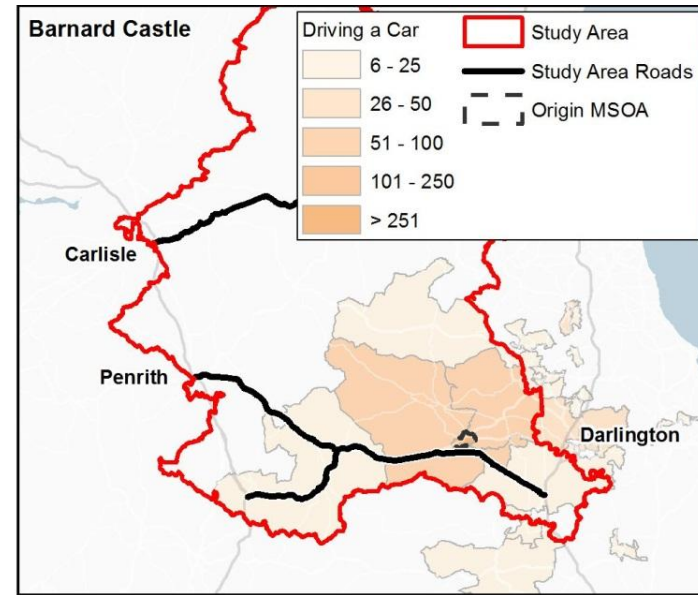 Barnard Castle
Driving a Car
6 - 25
26 - 50
51 - 100
101 - 250
> 251
Study Area
Study Area Roads
Origin MSOA
Carlisle
Penrith
Darlington